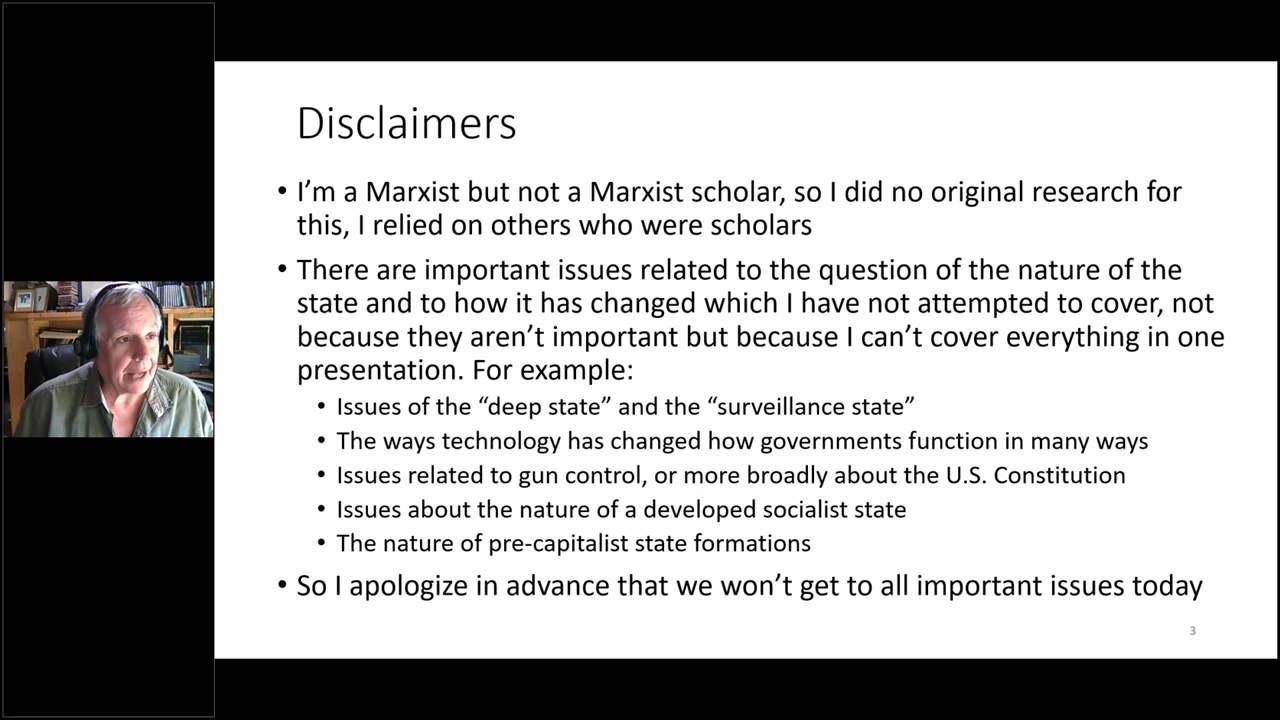 Disclaimers
• I’m a Marxist but not a Marxist scholar, so I did no original research for
this, I relied on others who were scholars
• There are important issues related to the question of the nature of the
state and to how it has changed which I have not attempted to cover, not
because they aren’t important but because I can’t cover everything in one
presentation. For example:
• Issues of the “deep state” and the “surveillance state”
• The ways technology has changed how governments function in many ways
• Issues related to gun control, or more broadly about the U.S. Constitution
• Issues about the nature of a developed socialist state
• The nature of pre-capitalist state formations
• So I apologize in advance that we won’t get to all important issues today
3